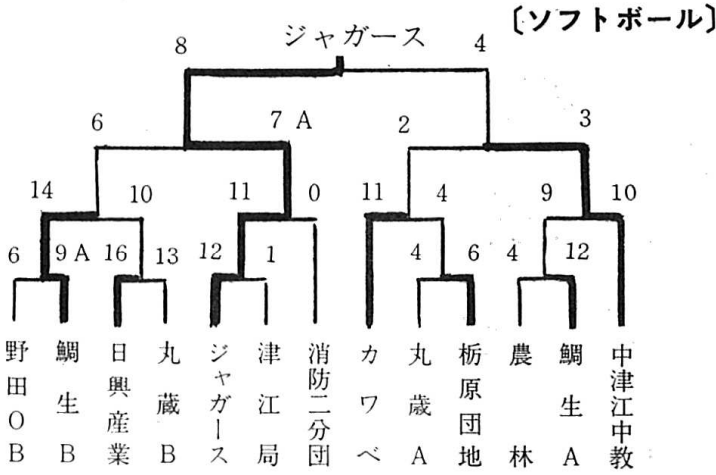 〔ソフトボール〕
ジャガース
8 4
6 7A 2 3
14 10 11 0 11 4 9 10
6 9A 16 13 12 1 4 6 4 12
野田OB
鯛生B
日興産業
丸蔵B
ジャガース
津江局
消防二分団
カワベ
丸歳A
栃原団地
農林
鯛生A
中津江中教